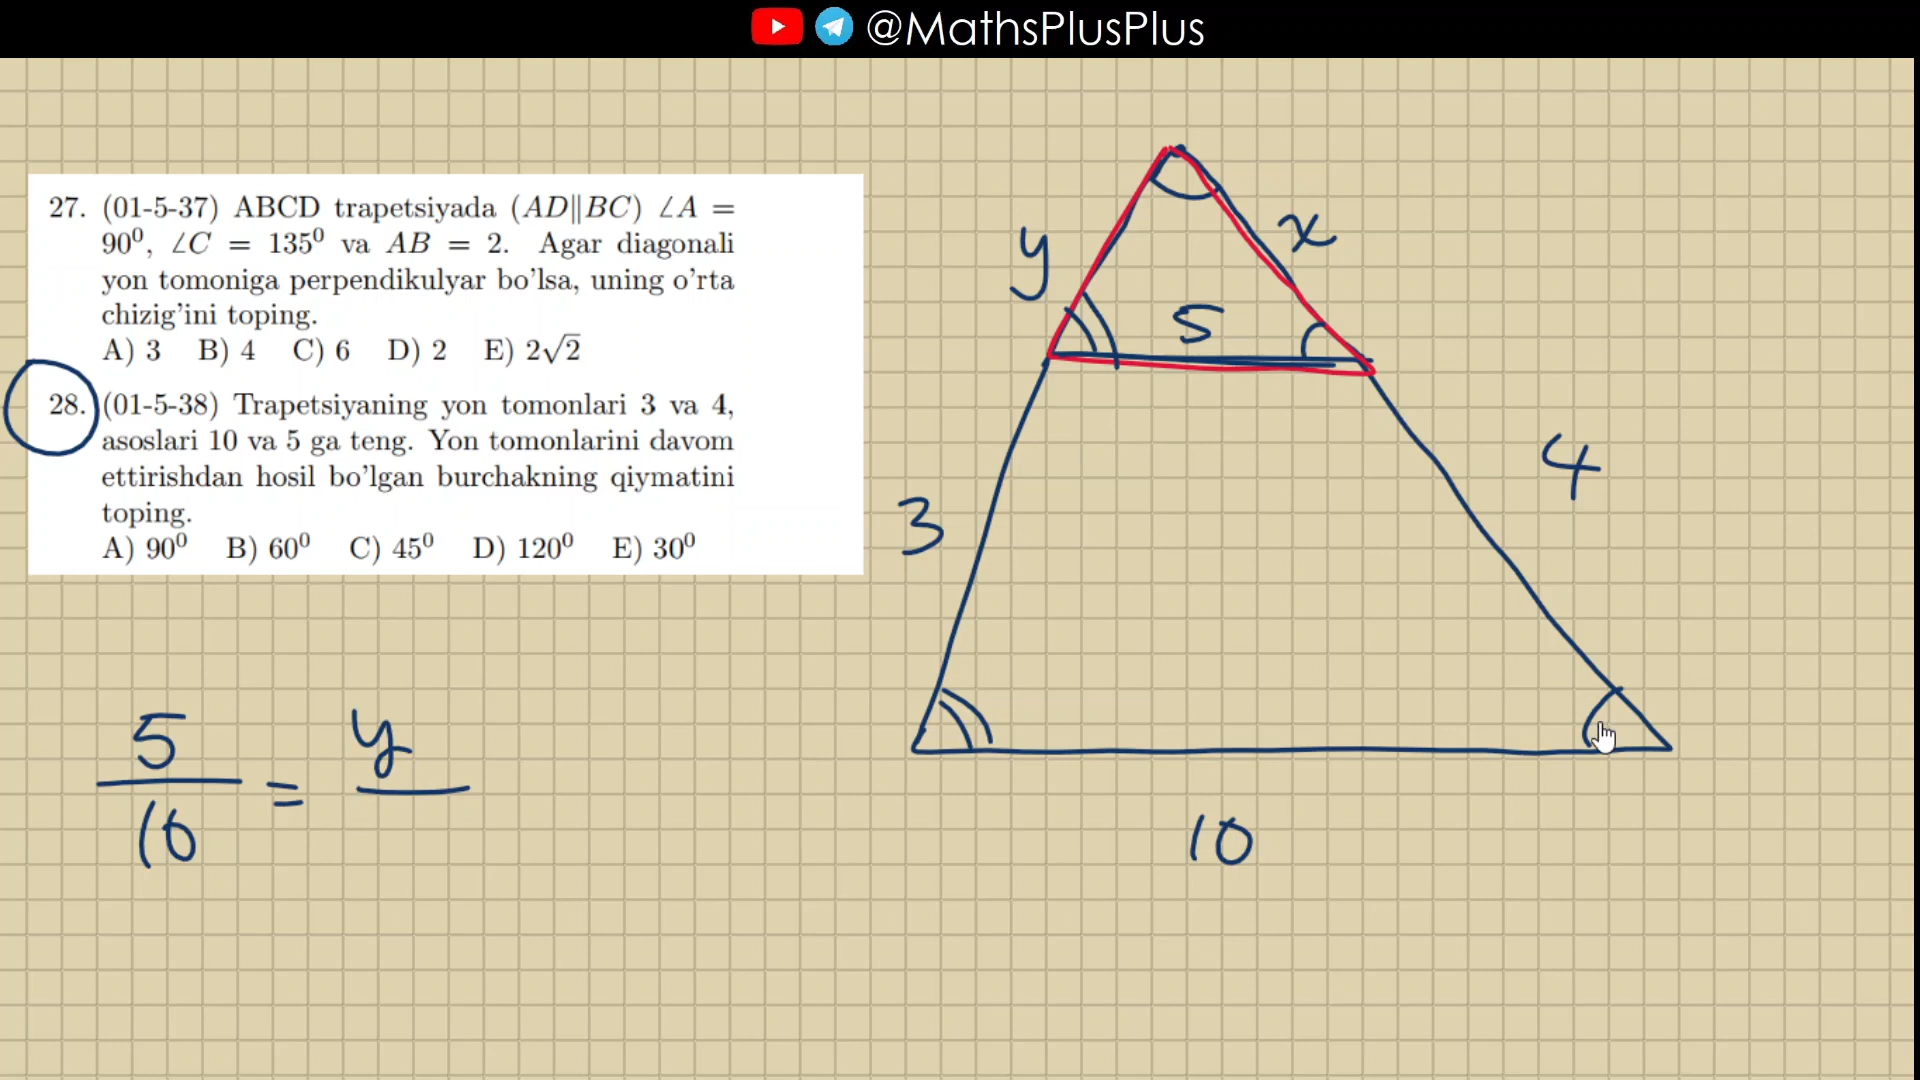 @MathsPlusPlus
27. (01-5-37) ABCD trapetsiyada (AD∥BC) ∠A =
90⁰, ∠C = 135⁰ va AB = 2. Agar diagonali
yon tomoniga perpendikulyar bo'lsa, uning o'rta
chizig'ini toping.
A) 3 B) 4 C) 6 D) 2 E) 2√2
28. (01-5-38) Trapetsiyaning yon tomonlari 3 va 4,
asoslari 10 va 5 ga teng. Yon tomonlarini davom
ettirishdan hosil bo'lgan burchakning qiymatini
toping.
A) 90⁰ B) 60⁰ C) 45⁰ D) 120⁰ E) 30⁰
y
x
5
3
4
10
5/10 = y/